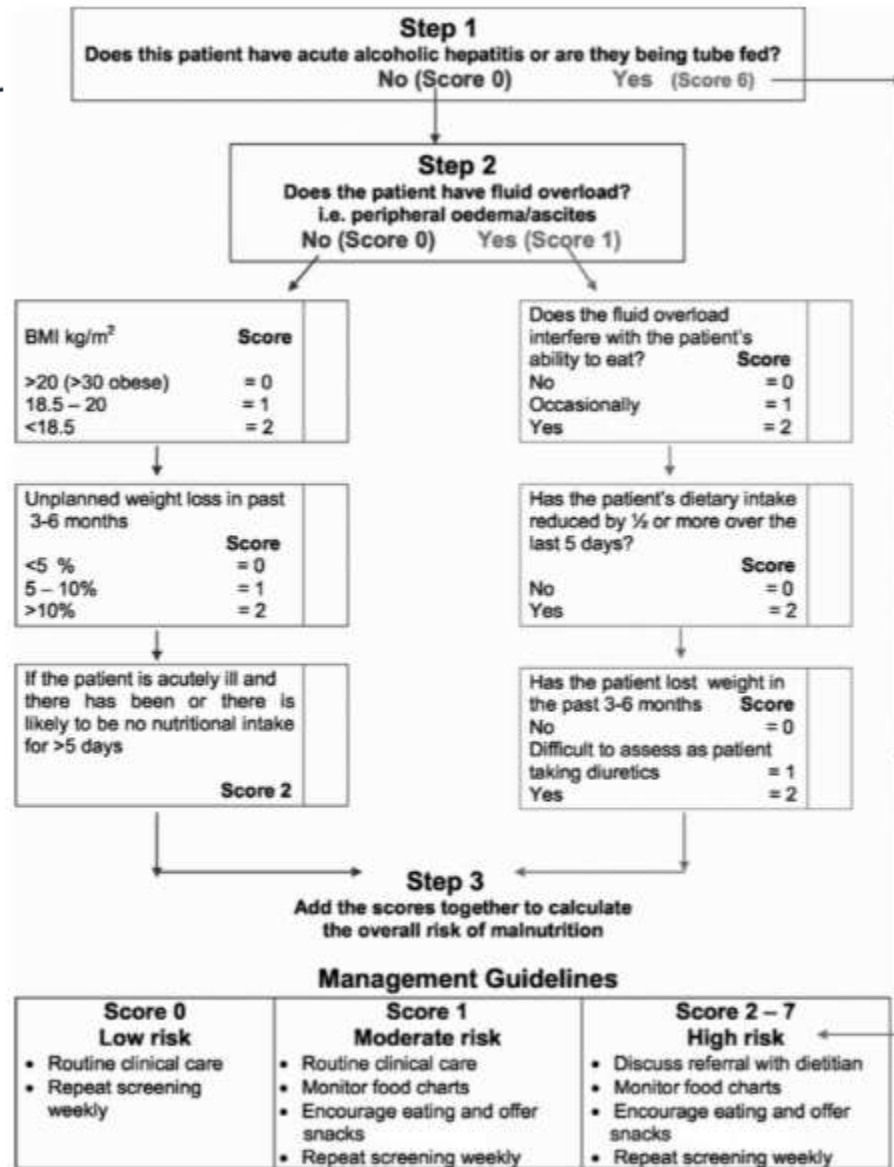 Step 1
Does this patient have acute alcoholic hepatitis or are they being tube fed?
No (Score 0) Yes (Score 6)
Step 2
Does the patient have fluid overload?
i.e. peripheral oedema/ascites
No (Score 0) Yes (Score 1)
BMI kg/m² Score
>20 (>30 obese) = 0
18.5 – 20 = 1
<18.5 = 2
Unplanned weight loss in past
3-6 months
Score
<5 % = 0
5 – 10% = 1
>10% = 2
If the patient is acutely ill and
there has been or there is
likely to be no nutritional intake
for >5 days
Score 2
Does the fluid overload
interfere with the patient's
ability to eat? Score
No = 0
Occasionally = 1
Yes = 2
Has the patient's dietary intake
reduced by ½ or more over the
last 5 days?
Score
No = 0
Yes = 2
Has the patient lost weight in
the past 3-6 months Score
No = 0
Difficult to assess as patient
taking diuretics = 1
Yes = 2
Step 3
Add the scores together to calculate
the overall risk of malnutrition
Management Guidelines
Score 0
Low risk
• Routine clinical care
• Repeat screening
weekly
Score 1
Moderate risk
• Routine clinical care
• Monitor food charts
• Encourage eating and offer
snacks
• Repeat screening weekly
Score 2 – 7
High risk
• Discuss referral with dietitian
• Monitor food charts
• Encourage eating and offer
snacks
• Repeat screening weekly